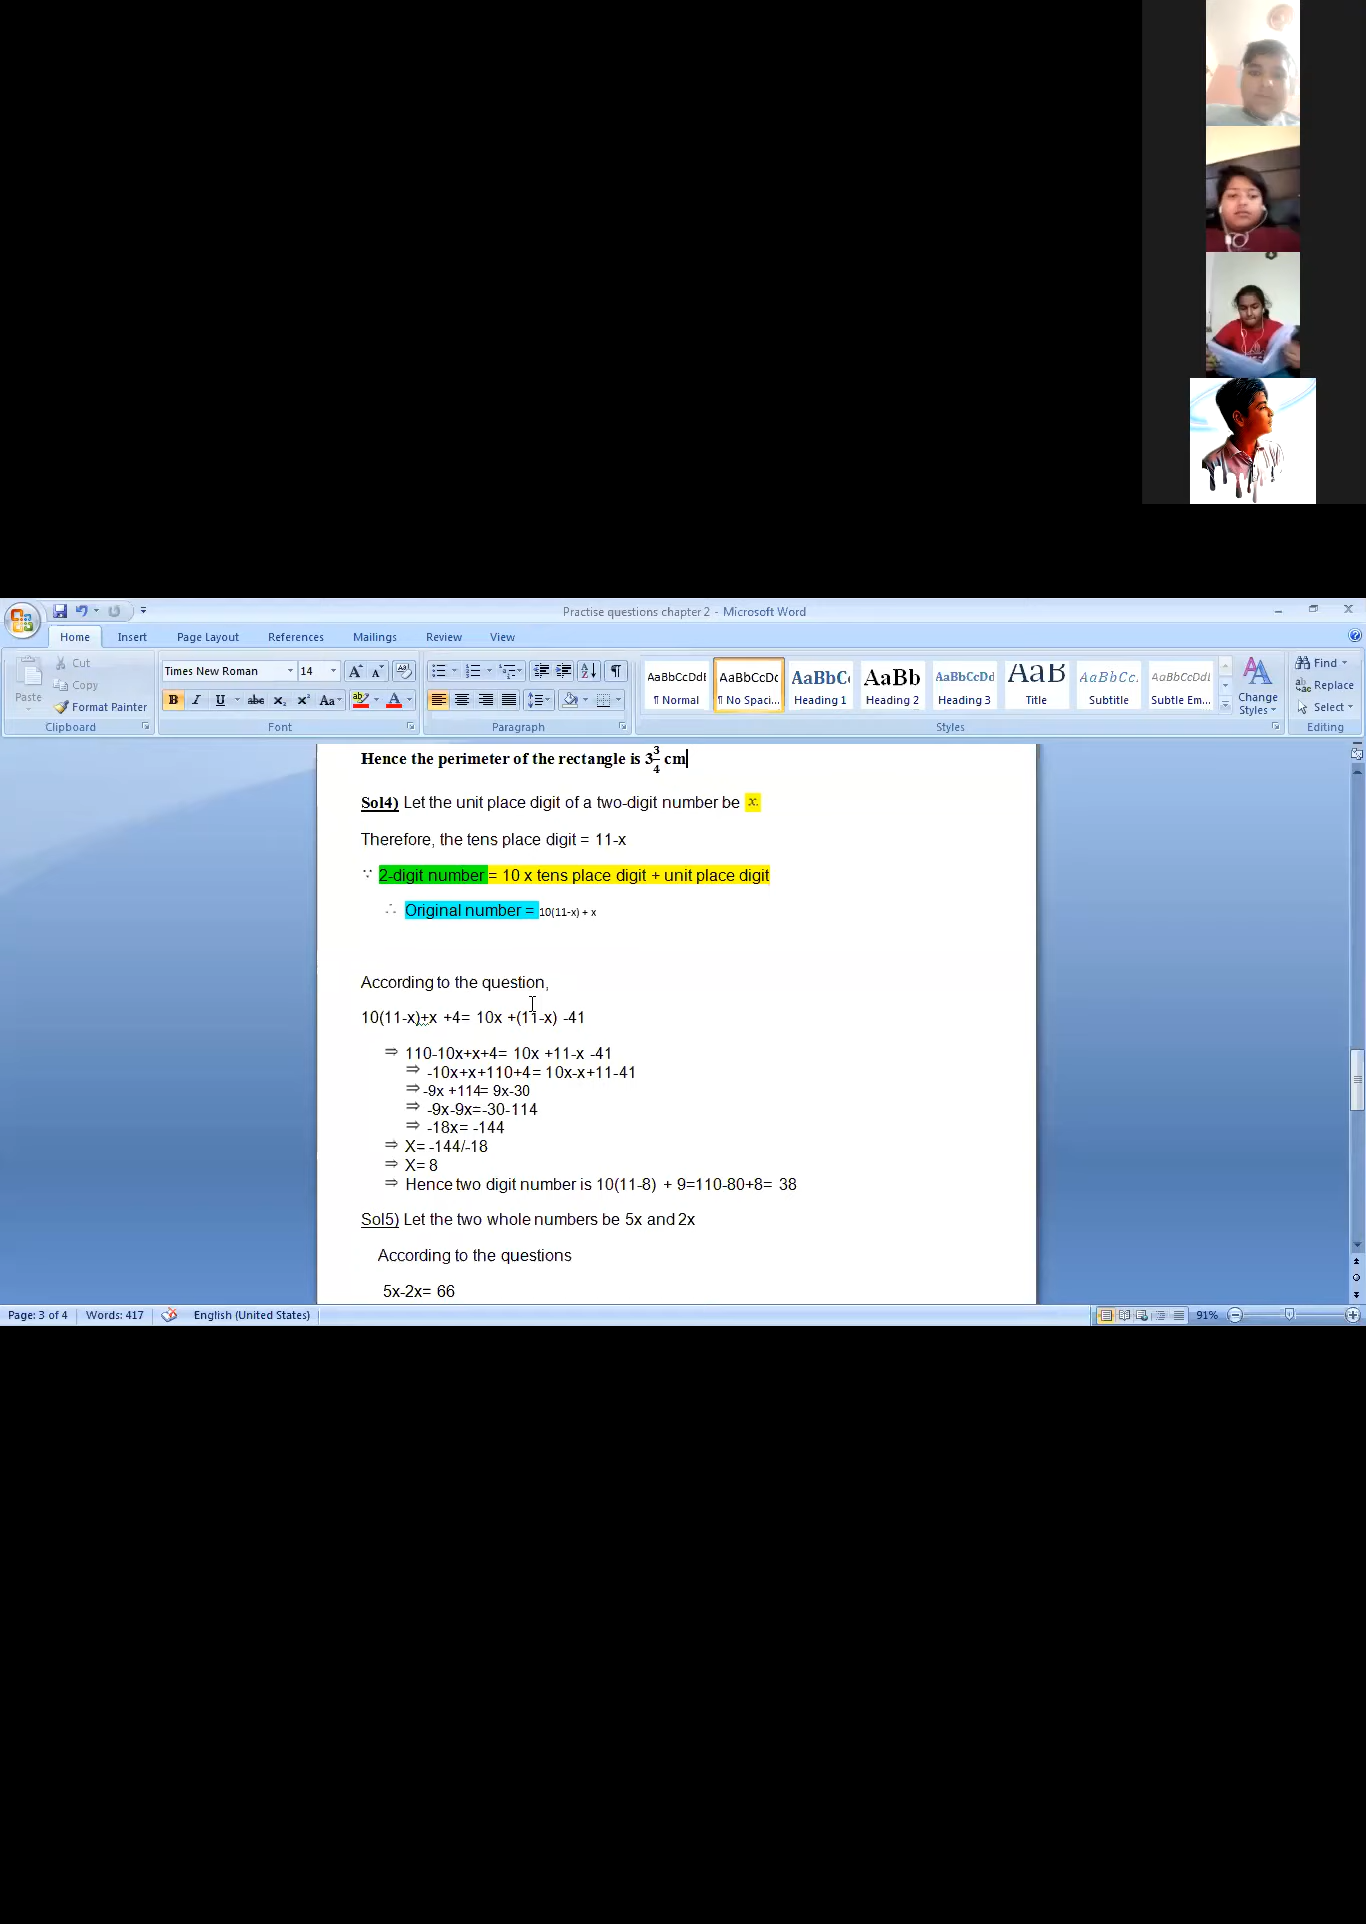 Practise questions chapter 2 - Microsoft Word
Home Insert Page Layout References Mailings Review View
Paste
Cut
Copy
Format Painter
Clipboard
Times New Roman 14
Font
Paragraph
AaBbCcDdE AaBbCcDc AaBbC AaBb AaBbCcDd AaB AaBbCc. AaBbCcDdE
¶ Normal ¶ No Spaci... Heading 1 Heading 2 Heading 3 Title Subtitle Subtle Em...
Change Styles
Styles
Find
Replace
Select
Editing
Hence the perimeter of the rectangle is 3 3/4 cm
Sol4) Let the unit place digit of a two-digit number be x.
Therefore, the tens place digit = 11-x
∵ 2-digit number = 10 x tens place digit + unit place digit
∴ Original number = 10(11-x) + x
According to the question,
10(11-x)+x +4= 10x +(11-x) -41
⇒ 110-10x+x+4= 10x +11-x -41
⇒ -10x+x+110+4= 10x-x+11-41
⇒ -9x +114= 9x-30
⇒ -9x-9x=-30-114
⇒ -18x= -144
⇒ X= -144/-18
⇒ X= 8
⇒ Hence two digit number is 10(11-8) + 9=110-80+8= 38
Sol5) Let the two whole numbers be 5x and 2x
According to the questions
5x-2x= 66
Page: 3 of 4 Words: 417 English (United States) 91%